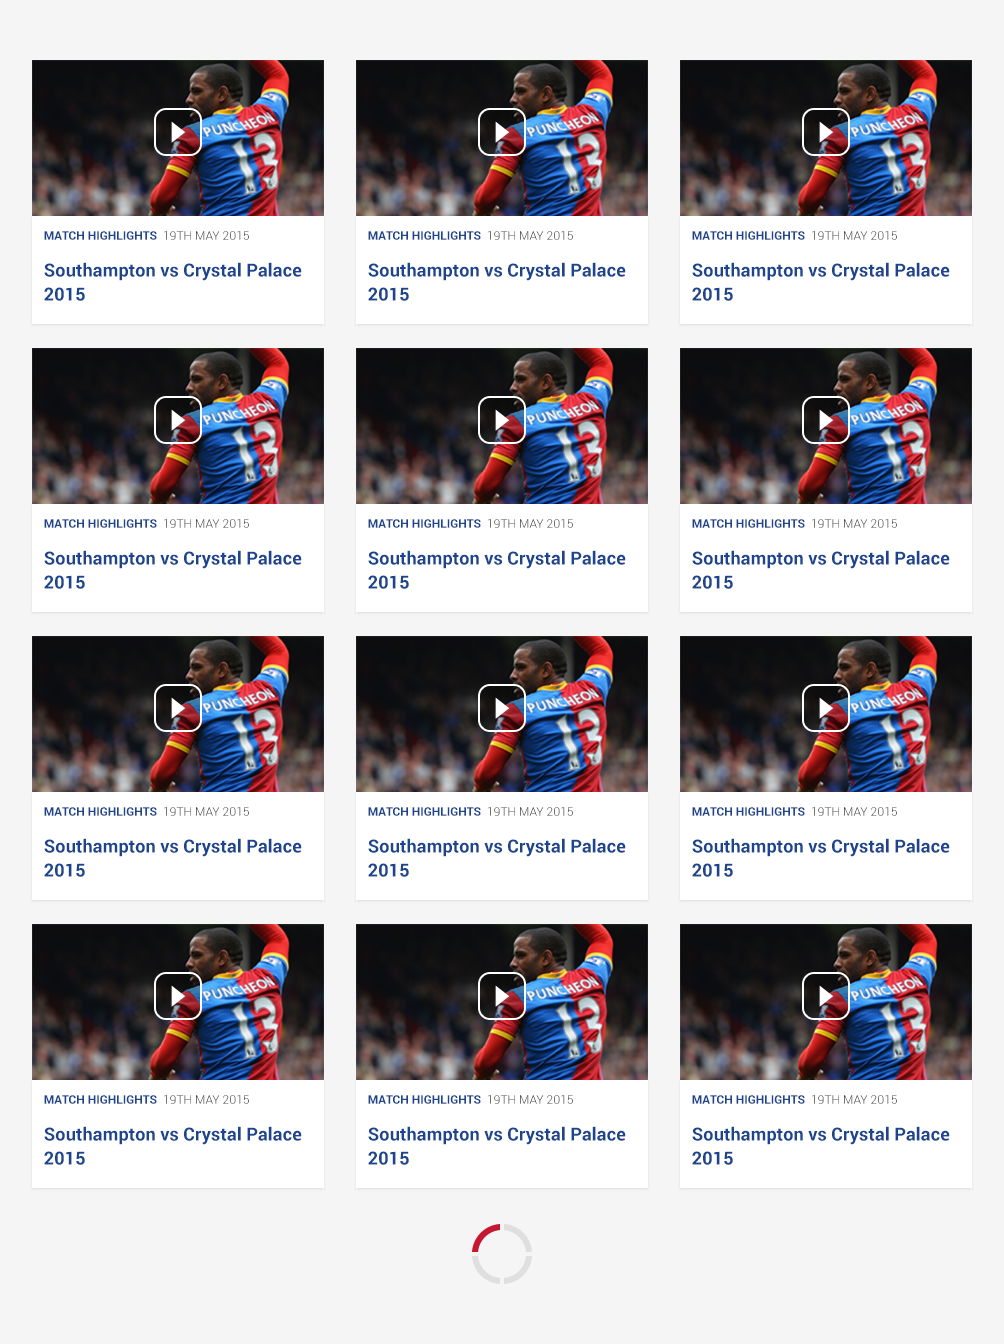 PUNCHEON PUNCHEON PUNCHEON
13 13 13
MATCH HIGHLIGHTS 19TH MAY 2015 MATCH HIGHLIGHTS 19TH MAY 2015 MATCH HIGHLIGHTS 19TH MAY 2015
Southampton vs Crystal Palace Southampton vs Crystal Palace Southampton vs Crystal Palace
2015 2015 2015
PUNCHEON PUNCHEON PUNCHEON
13 13 13
MATCH HIGHLIGHTS 19TH MAY 2015 MATCH HIGHLIGHTS 19TH MAY 2015 MATCH HIGHLIGHTS 19TH MAY 2015
Southampton vs Crystal Palace Southampton vs Crystal Palace Southampton vs Crystal Palace
2015 2015 2015
PUNCHEON PUNCHEON PUNCHEON
13 13 13
MATCH HIGHLIGHTS 19TH MAY 2015 MATCH HIGHLIGHTS 19TH MAY 2015 MATCH HIGHLIGHTS 19TH MAY 2015
Southampton vs Crystal Palace Southampton vs Crystal Palace Southampton vs Crystal Palace
2015 2015 2015
PUNCHEON PUNCHEON PUNCHEON
13 13 13
MATCH HIGHLIGHTS 19TH MAY 2015 MATCH HIGHLIGHTS 19TH MAY 2015 MATCH HIGHLIGHTS 19TH MAY 2015
Southampton vs Crystal Palace Southampton vs Crystal Palace Southampton vs Crystal Palace
2015 2015 2015